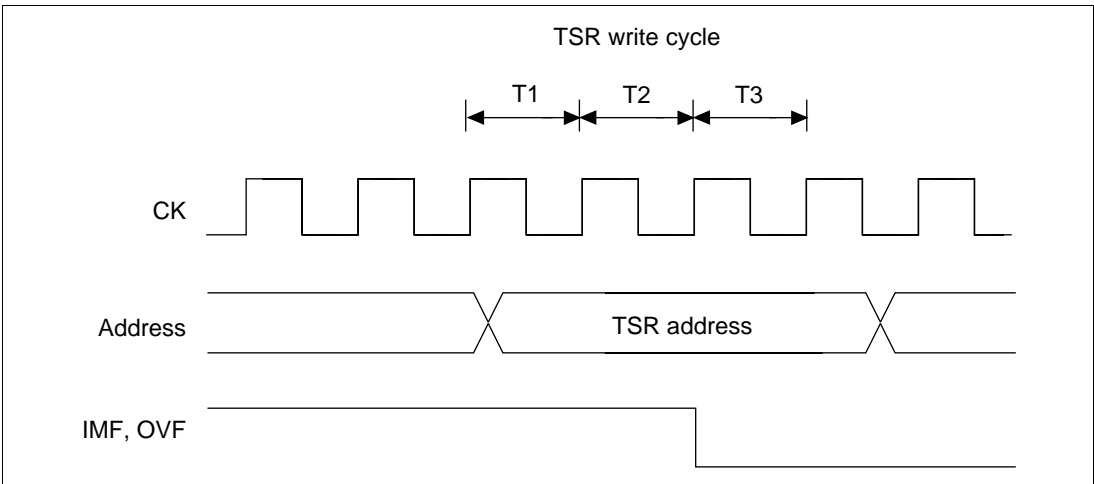 TSR write cycle
T1 T2 T3
CK
Address TSR address
IMF, OVF